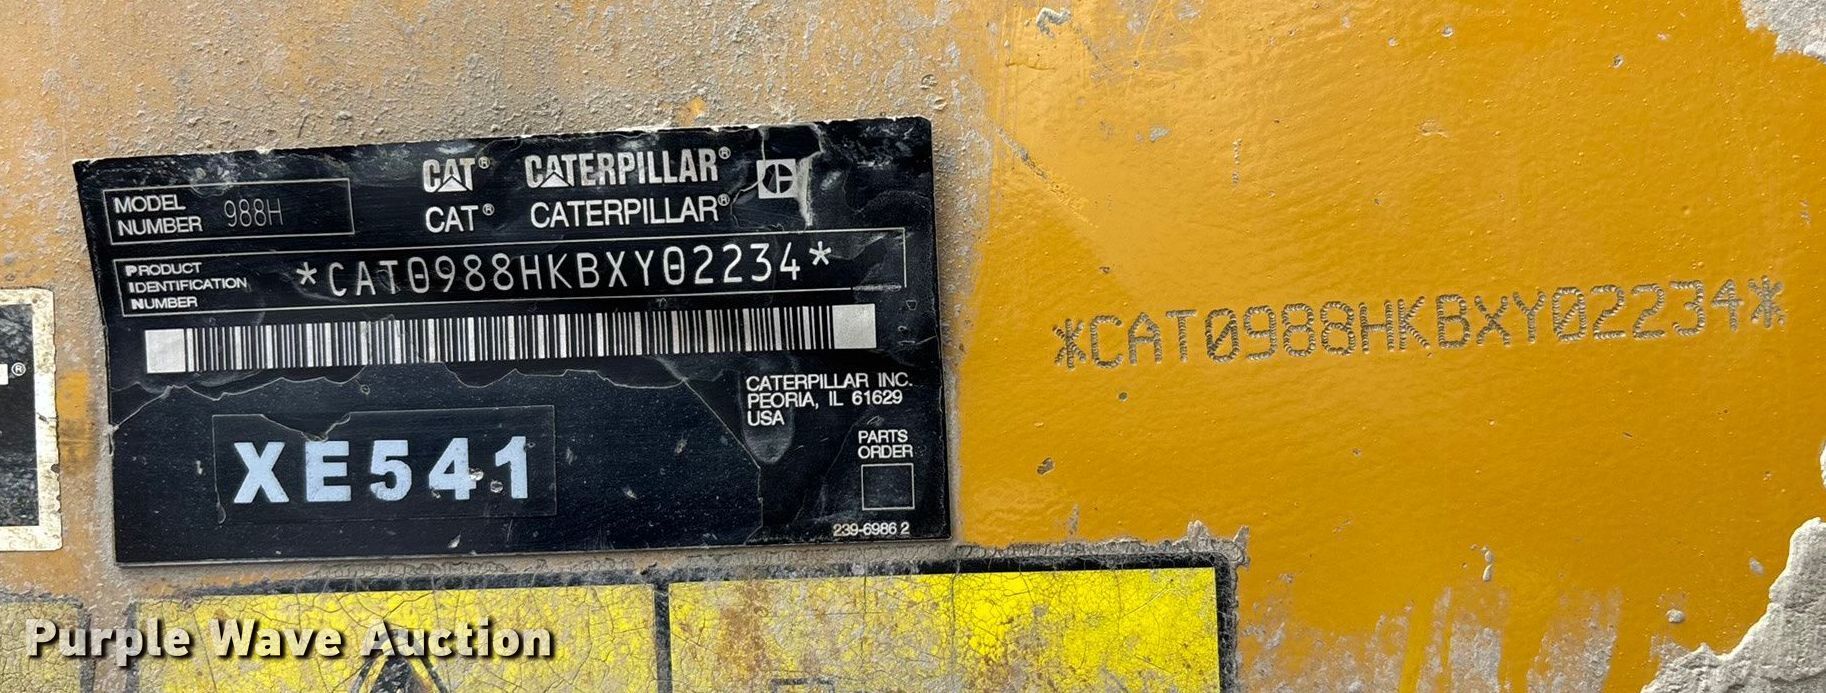 CAT® CATERPILLAR®
CAT® CATERPILLAR®
MODEL
NUMBER 988H
PRODUCT
IDENTIFICATION
NUMBER
*CAT0988HKBXY02234*
*CAT0988HKBXY02234*
CATERPILLAR INC.
PEORIA, IL 61629
USA
XE541
PARTS
ORDER
239-6986 2
®
Purple Wave Auction